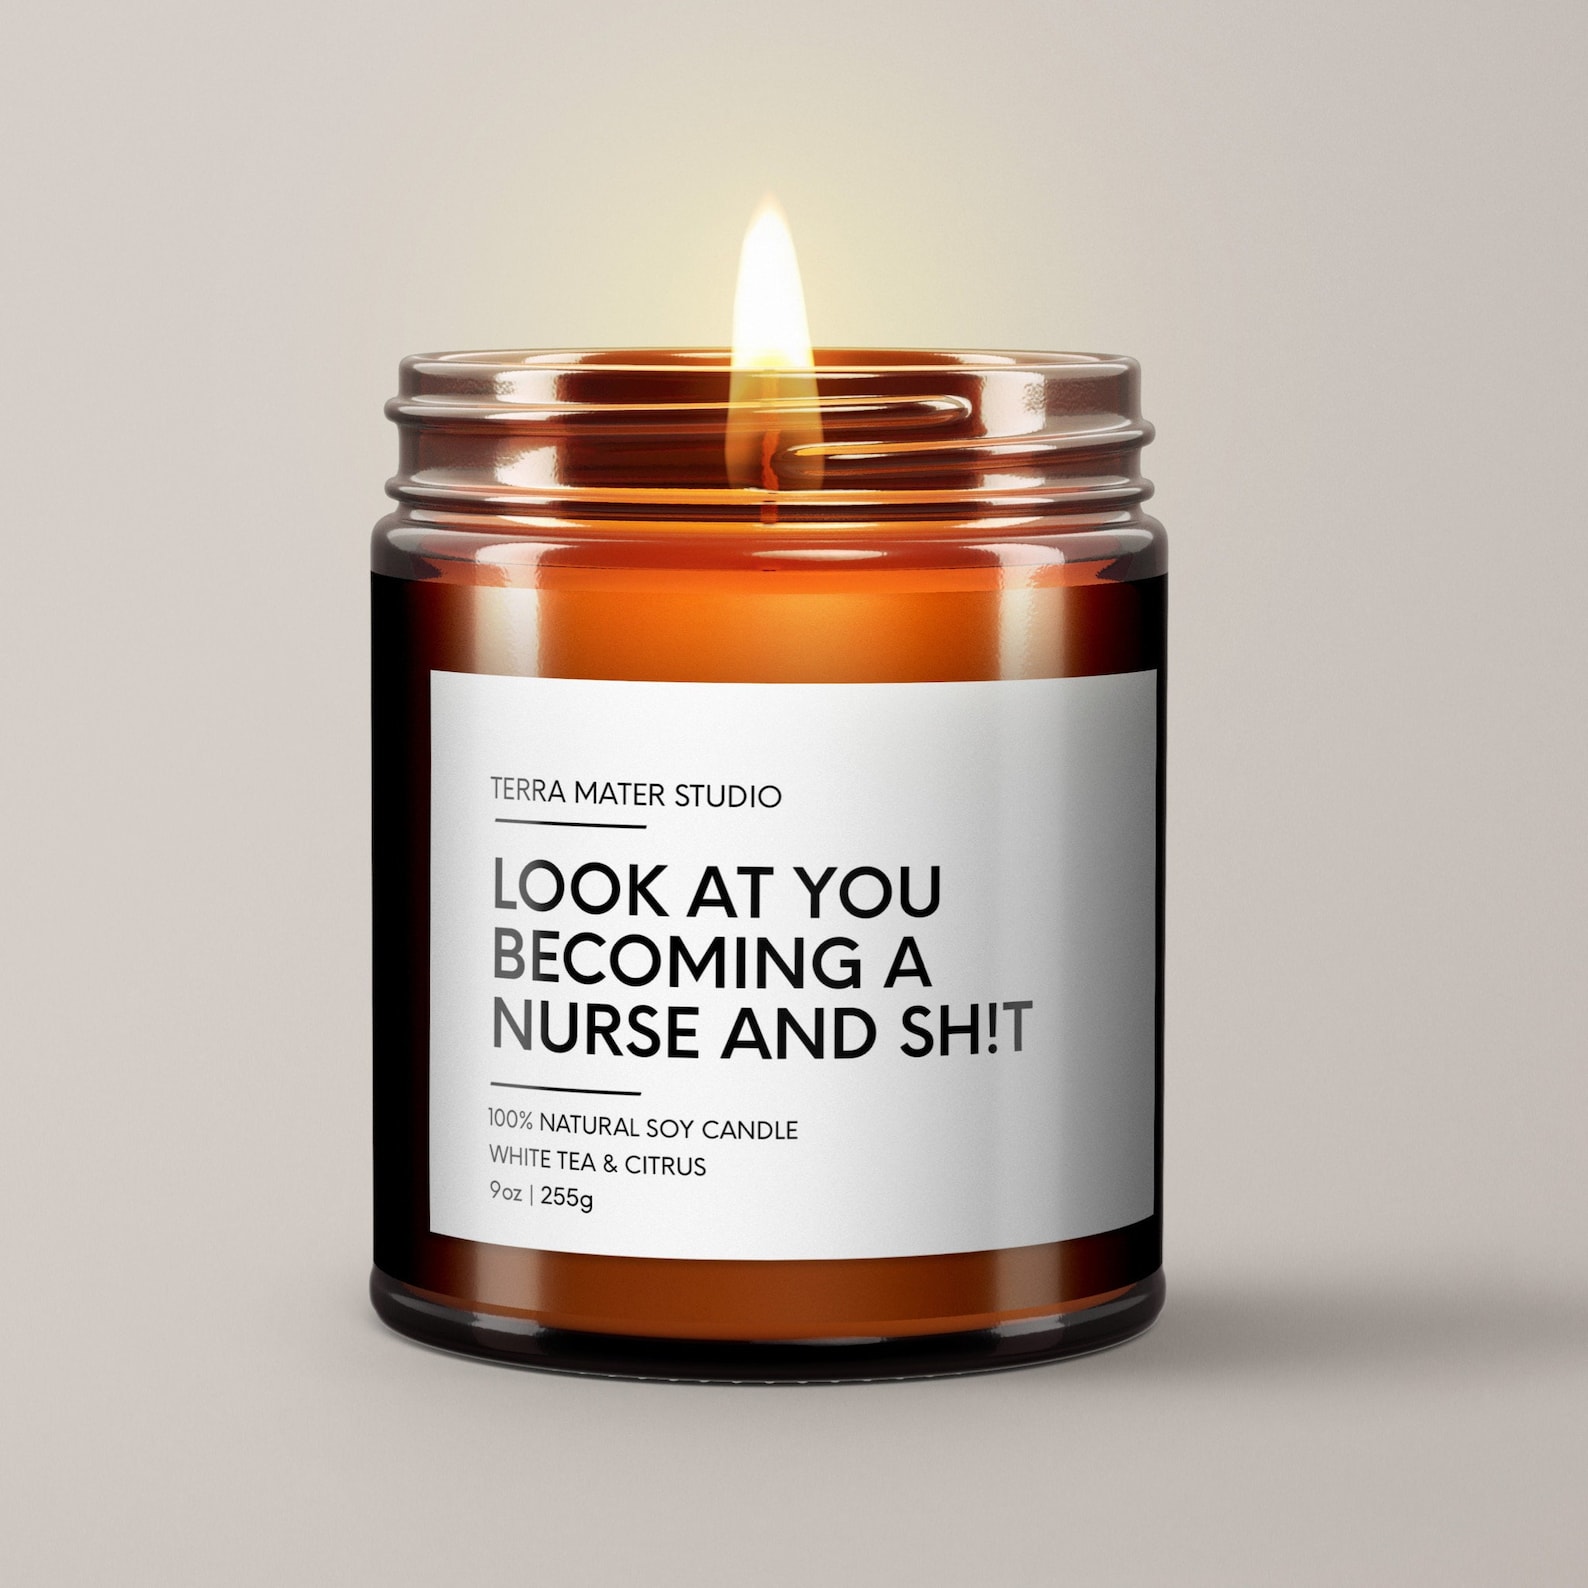 TERRA MATER STUDIO
LOOK AT YOU
BECOMING A
NURSE AND SH!T
100% NATURAL SOY CANDLE
WHITE TEA & CITRUS
9oz | 255g